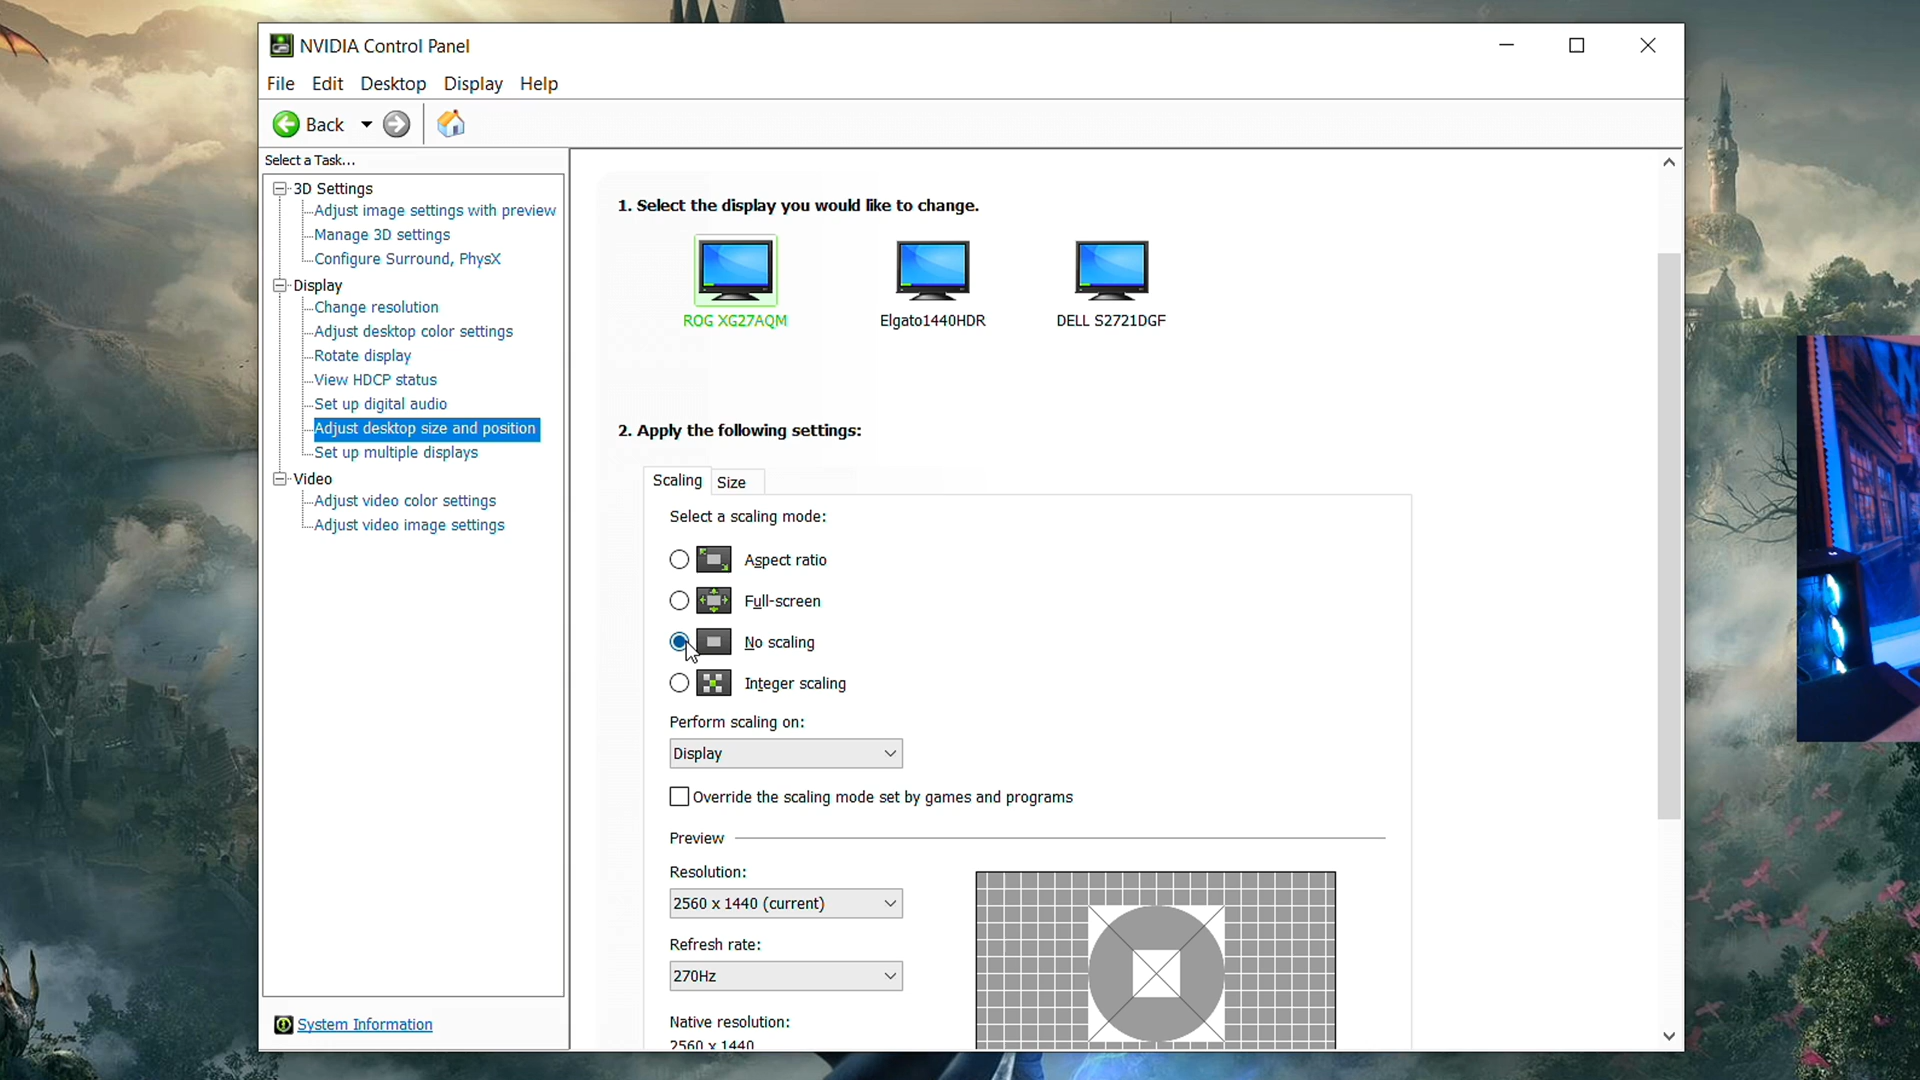 NVIDIA Control Panel
File Edit Desktop Display Help
Back
Select a Task...
3D Settings
Adjust image settings with preview
Manage 3D settings
Configure Surround, PhysX
Display
Change resolution
Adjust desktop color settings
Rotate display
View HDCP status
Set up digital audio
Adjust desktop size and position
Set up multiple displays
Video
Adjust video color settings
Adjust video image settings
System Information
1. Select the display you would like to change.
ROG XG27AQM Elgato1440HDR DELL S2721DGF
2. Apply the following settings:
Scaling Size
Select a scaling mode:
Aspect ratio
Full-screen
No scaling
Integer scaling
Perform scaling on:
Display
Override the scaling mode set by games and programs
Preview
Resolution:
2560 x 1440 (current)
Refresh rate:
270Hz
Native resolution:
2560 x 1440